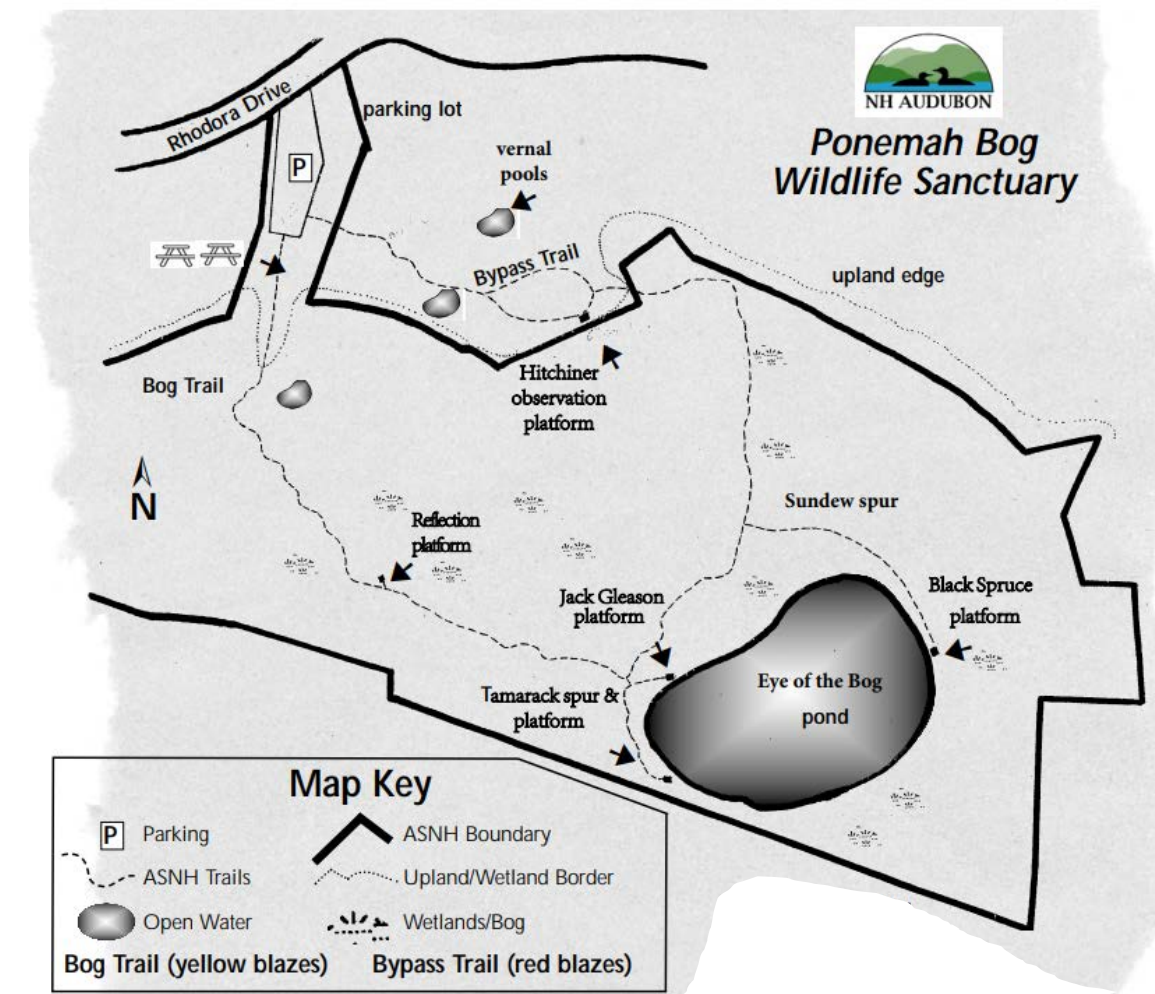 NH AUDUBON
Ponemah Bog
Wildlife Sanctuary
Rhodora Drive
parking lot
P
vernal
pools
Bypass Trail
upland edge
Bog Trail
Hitchiner
observation
platform
N
Sundew spur
Reflection
platform
Jack Gleason
platform
Black Spruce
platform
Eye of the Bog
pond
Tamarack spur &
platform
Map Key
P Parking
ASNH Boundary
ASNH Trails
Upland/Wetland Border
Open Water
Wetlands/Bog
Bog Trail (yellow blazes)
Bypass Trail (red blazes)